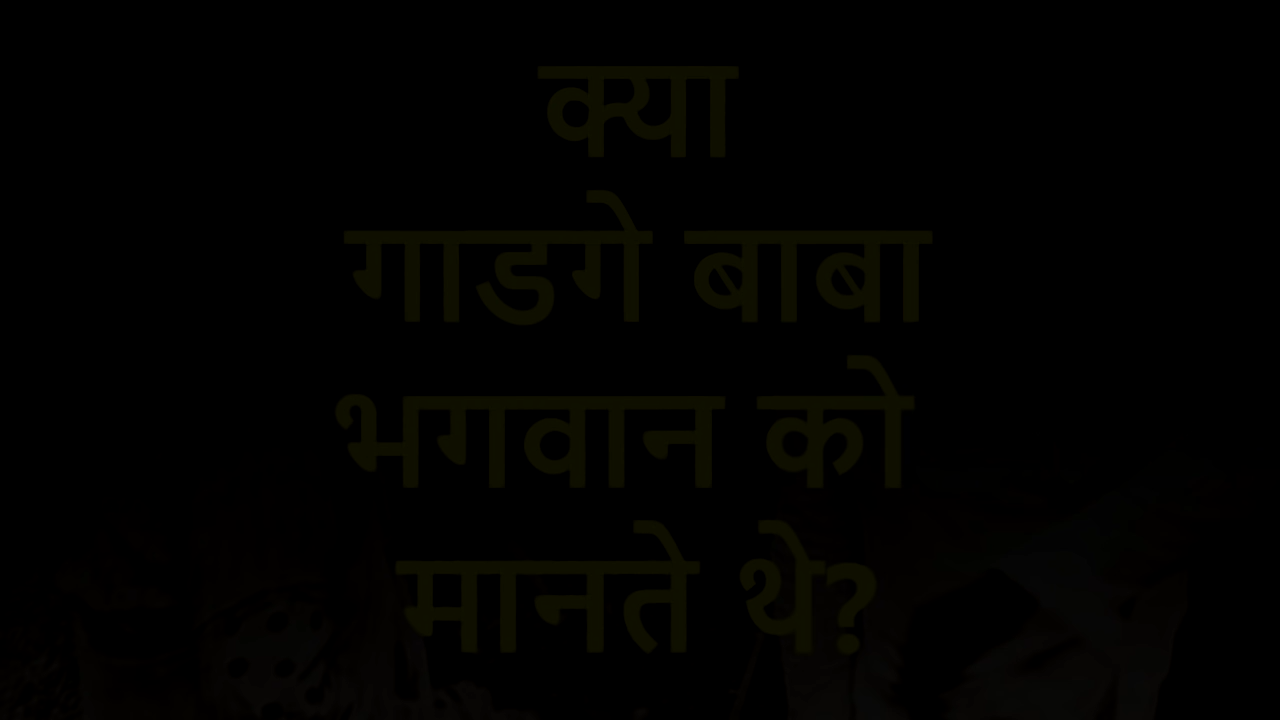 क्या
गाडगे बाबा
भगवान को
मानते थे?